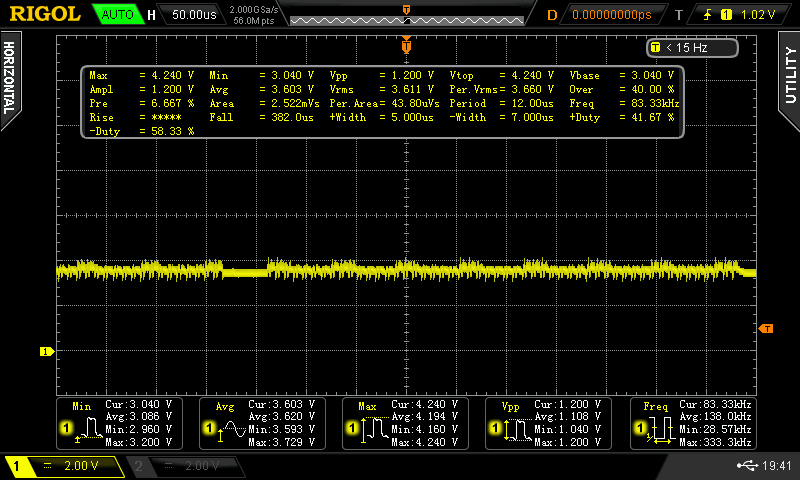 RIGOL AUTO H 50.00us 2.000GSa/s 56.0M pts T D 0.00000000ps T 1 1.02 V
HORIZONTAL
UTILITY
T < 15 Hz
Max = 4.240 V Min = 3.040 V Vpp = 1.200 V Vtop = 4.240 V Vbase = 3.040 V
Ampl = 1.200 V Avg = 3.603 V Vrms = 3.611 V Per.Vrms= 3.660 V Over = 40.00 %
Pre = 6.667 % Area = 2.522mVs Per.Area= 43.80uVs Period = 12.00us Freq = 83.33kHz
Rise = ***** Fall = 382.0us +Width = 5.000us -Width = 7.000us +Duty = 41.67 %
-Duty = 58.33 %
T
T
1
Min Cur:3.040 V
Avg:3.086 V
1 Min:2.960 V
Max:3.200 V
Avg Cur:3.603 V
Avg:3.620 V
1 Min:3.593 V
Max:3.729 V
Max Cur:4.240 V
Avg:4.194 V
1 Min:4.160 V
Max:4.240 V
Vpp Cur:1.200 V
Avg:1.108 V
1 Min:1.040 V
Max:1.200 V
Freq Cur:83.33kHz
Avg:138.0kHz
1 Min:28.57kHz
Max:333.3kHz
1 2.00 V 2 2.00 V 19:41